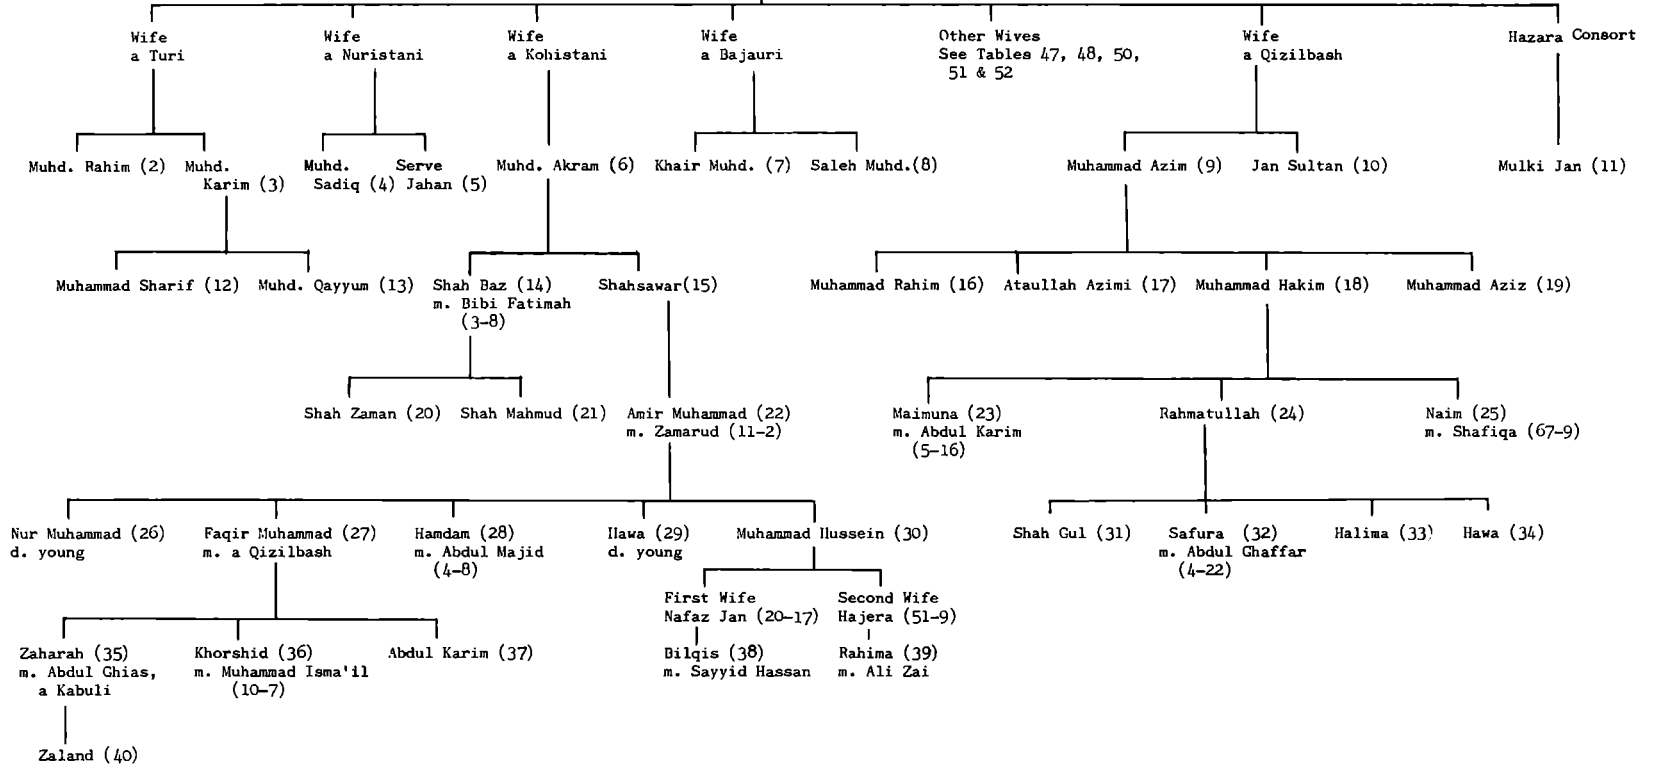 Wife
a Turi
Wife
a Nuristani
Wife
a Kohistani
Wife
a Bajauri
Other Wives
See Tables 47, 48, 50,
51 & 52
Wife
a Qizilbash
Hazara Consort
Muhd. Rahim (2)
Muhd.
Karim (3)
Muhd.
Sadiq (4)
Serve
Jahan (5)
Muhd. Akram (6)
Khair Muhd. (7)
Saleh Muhd.(8)
Muhammad Azim (9)
Jan Sultan (10)
Mulki Jan (11)
Muhammad Sharif (12)
Muhd. Qayyum (13)
Shah Baz (14)
m. Bibi Fatimah
(3-8)
Shahsawar(15)
Muhammad Rahim (16)
Ataullah Azimi (17)
Muhammad Hakim (18)
Muhammad Aziz (19)
Shah Zaman (20)
Shah Mahmud (21)
Amir Muhammad (22)
m. Zamarud (11-2)
Maimuna (23)
m. Abdul Karim
(5-16)
Rahmatullah (24)
Naim (25)
m. Shafiqa (67-9)
Nur Muhammad (26)
d. young
Faqir Muhammad (27)
m. a Qizilbash
Hamdam (28)
m. Abdul Majid
(4-8)
Hawa (29)
d. young
Muhammad Hussein (30)
Shah Gul (31)
Safura (32)
m. Abdul Ghaffar
(4-22)
Halima (33)
Hawa (34)
First Wife
Nafaz Jan (20-17)
Second Wife
Hajera (51-9)
Zaharah (35)
m. Abdul Ghias,
a Kabuli
Khorshid (36)
m. Muhammad Isma'il
(10-7)
Abdul Karim (37)
Bilqis (38)
m. Sayyid Hassan
Rahima (39)
m. Ali Zai
Zaland (40)